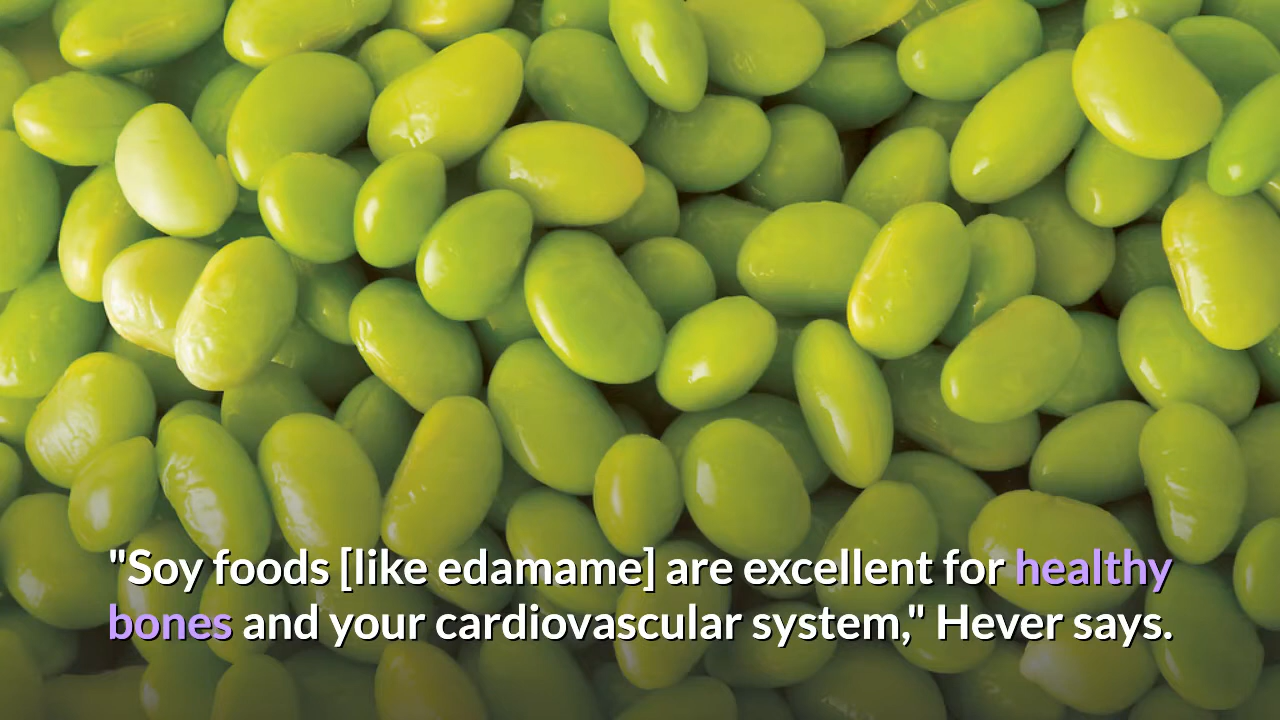 "Soy foods [like edamame] are excellent for healthy
bones and your cardiovascular system," Hever says.